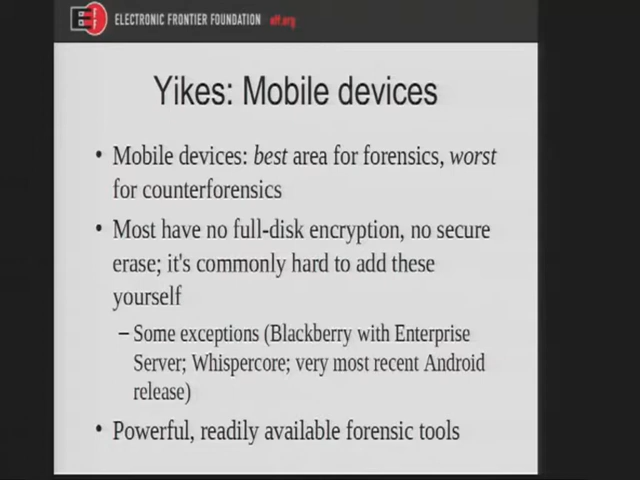 ELECTRONIC FRONTIER FOUNDATION eff.org
Yikes: Mobile devices
• Mobile devices: best area for forensics, worst
for counterforensics
• Most have no full-disk encryption, no secure
erase; it's commonly hard to add these
yourself
– Some exceptions (Blackberry with Enterprise
Server; Whispercore; very most recent Android
release)
• Powerful, readily available forensic tools